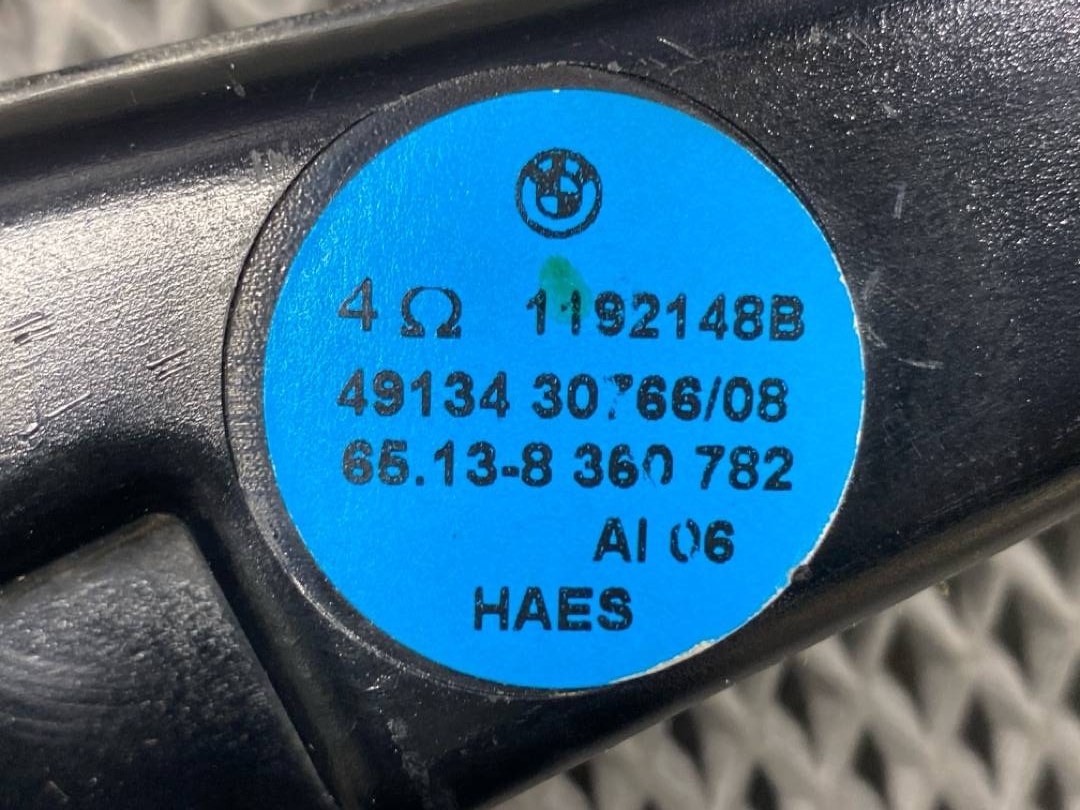 4 Ω 1192148B
49134 30766/08
65.13-8 360 782
AI 06
HAES